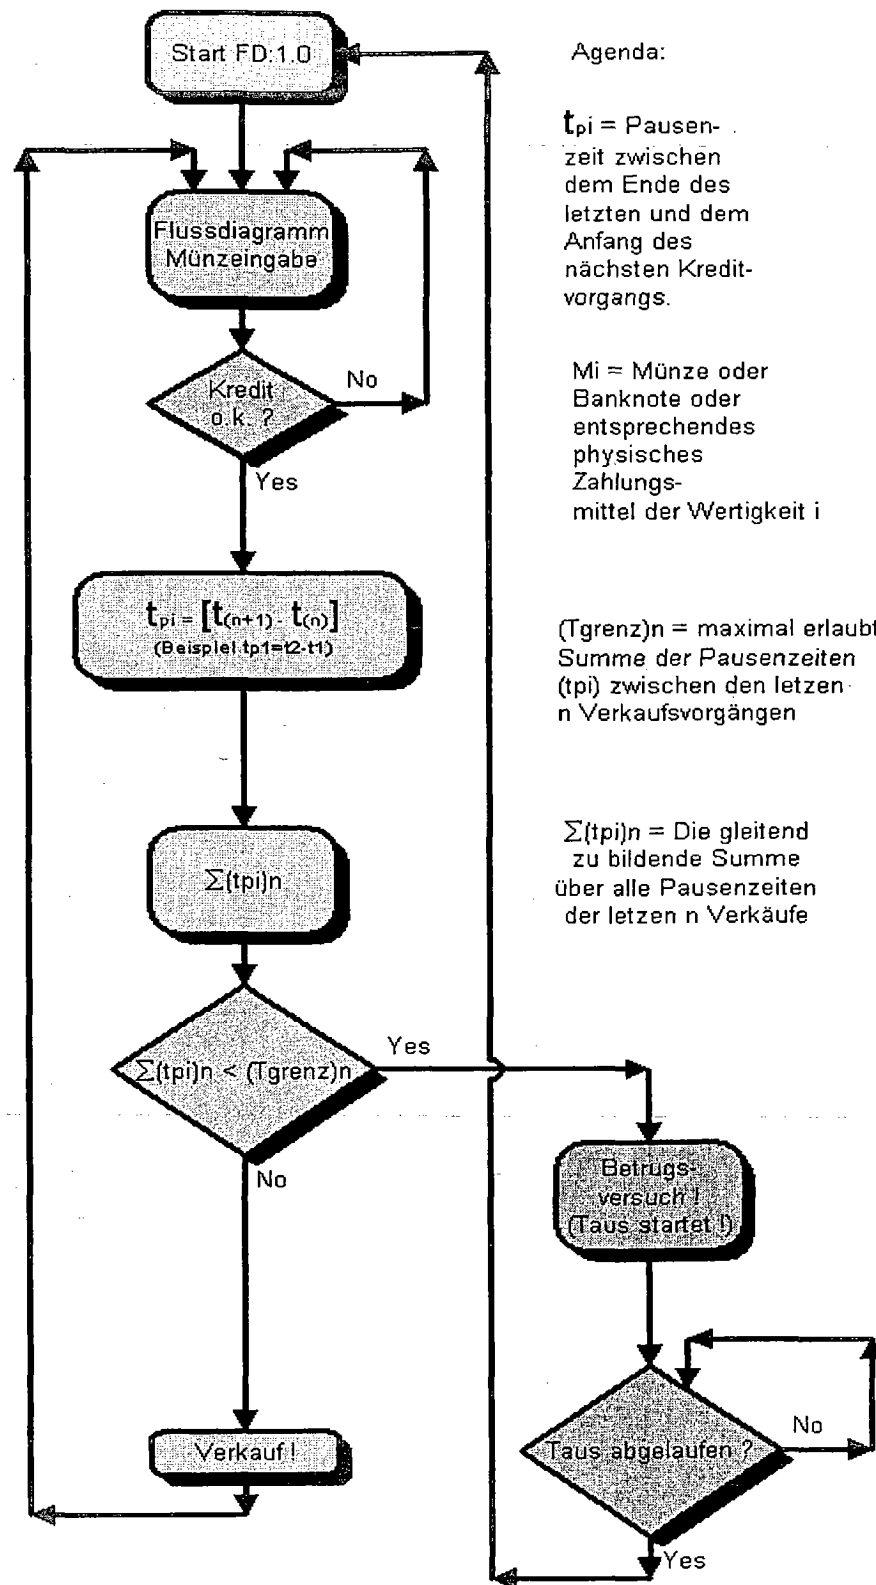 Start FD:1.0
Flussdiagramm
Münzeingabe
Kredit
o.k. ?
No
Yes
tpi = [t(n+1) - t(n)]
(Beispiel tp1=t2-t1)
Σ(tpi)n
Σ(tpi)n < (Tgrenz)n
Yes
No
Verkauf !
Betrugs-
versuch !
(Taus startet !)
Taus abgelaufen ?
No
Yes
Agenda:
tpi = Pausen-
zeit zwischen
dem Ende des
letzten und dem
Anfang des
nächsten Kredit-
vorgangs.
Mi = Münze oder
Banknote oder
entsprechendes
physisches
Zahlungs-
mittel der Wertigkeit i
(Tgrenz)n = maximal erlaubt
Summe der Pausenzeiten
(tpi) zwischen den letzen
n Verkaufsvorgängen
Σ(tpi)n = Die gleitend
zu bildende Summe
über alle Pausenzeiten
der letzen n Verkäufe